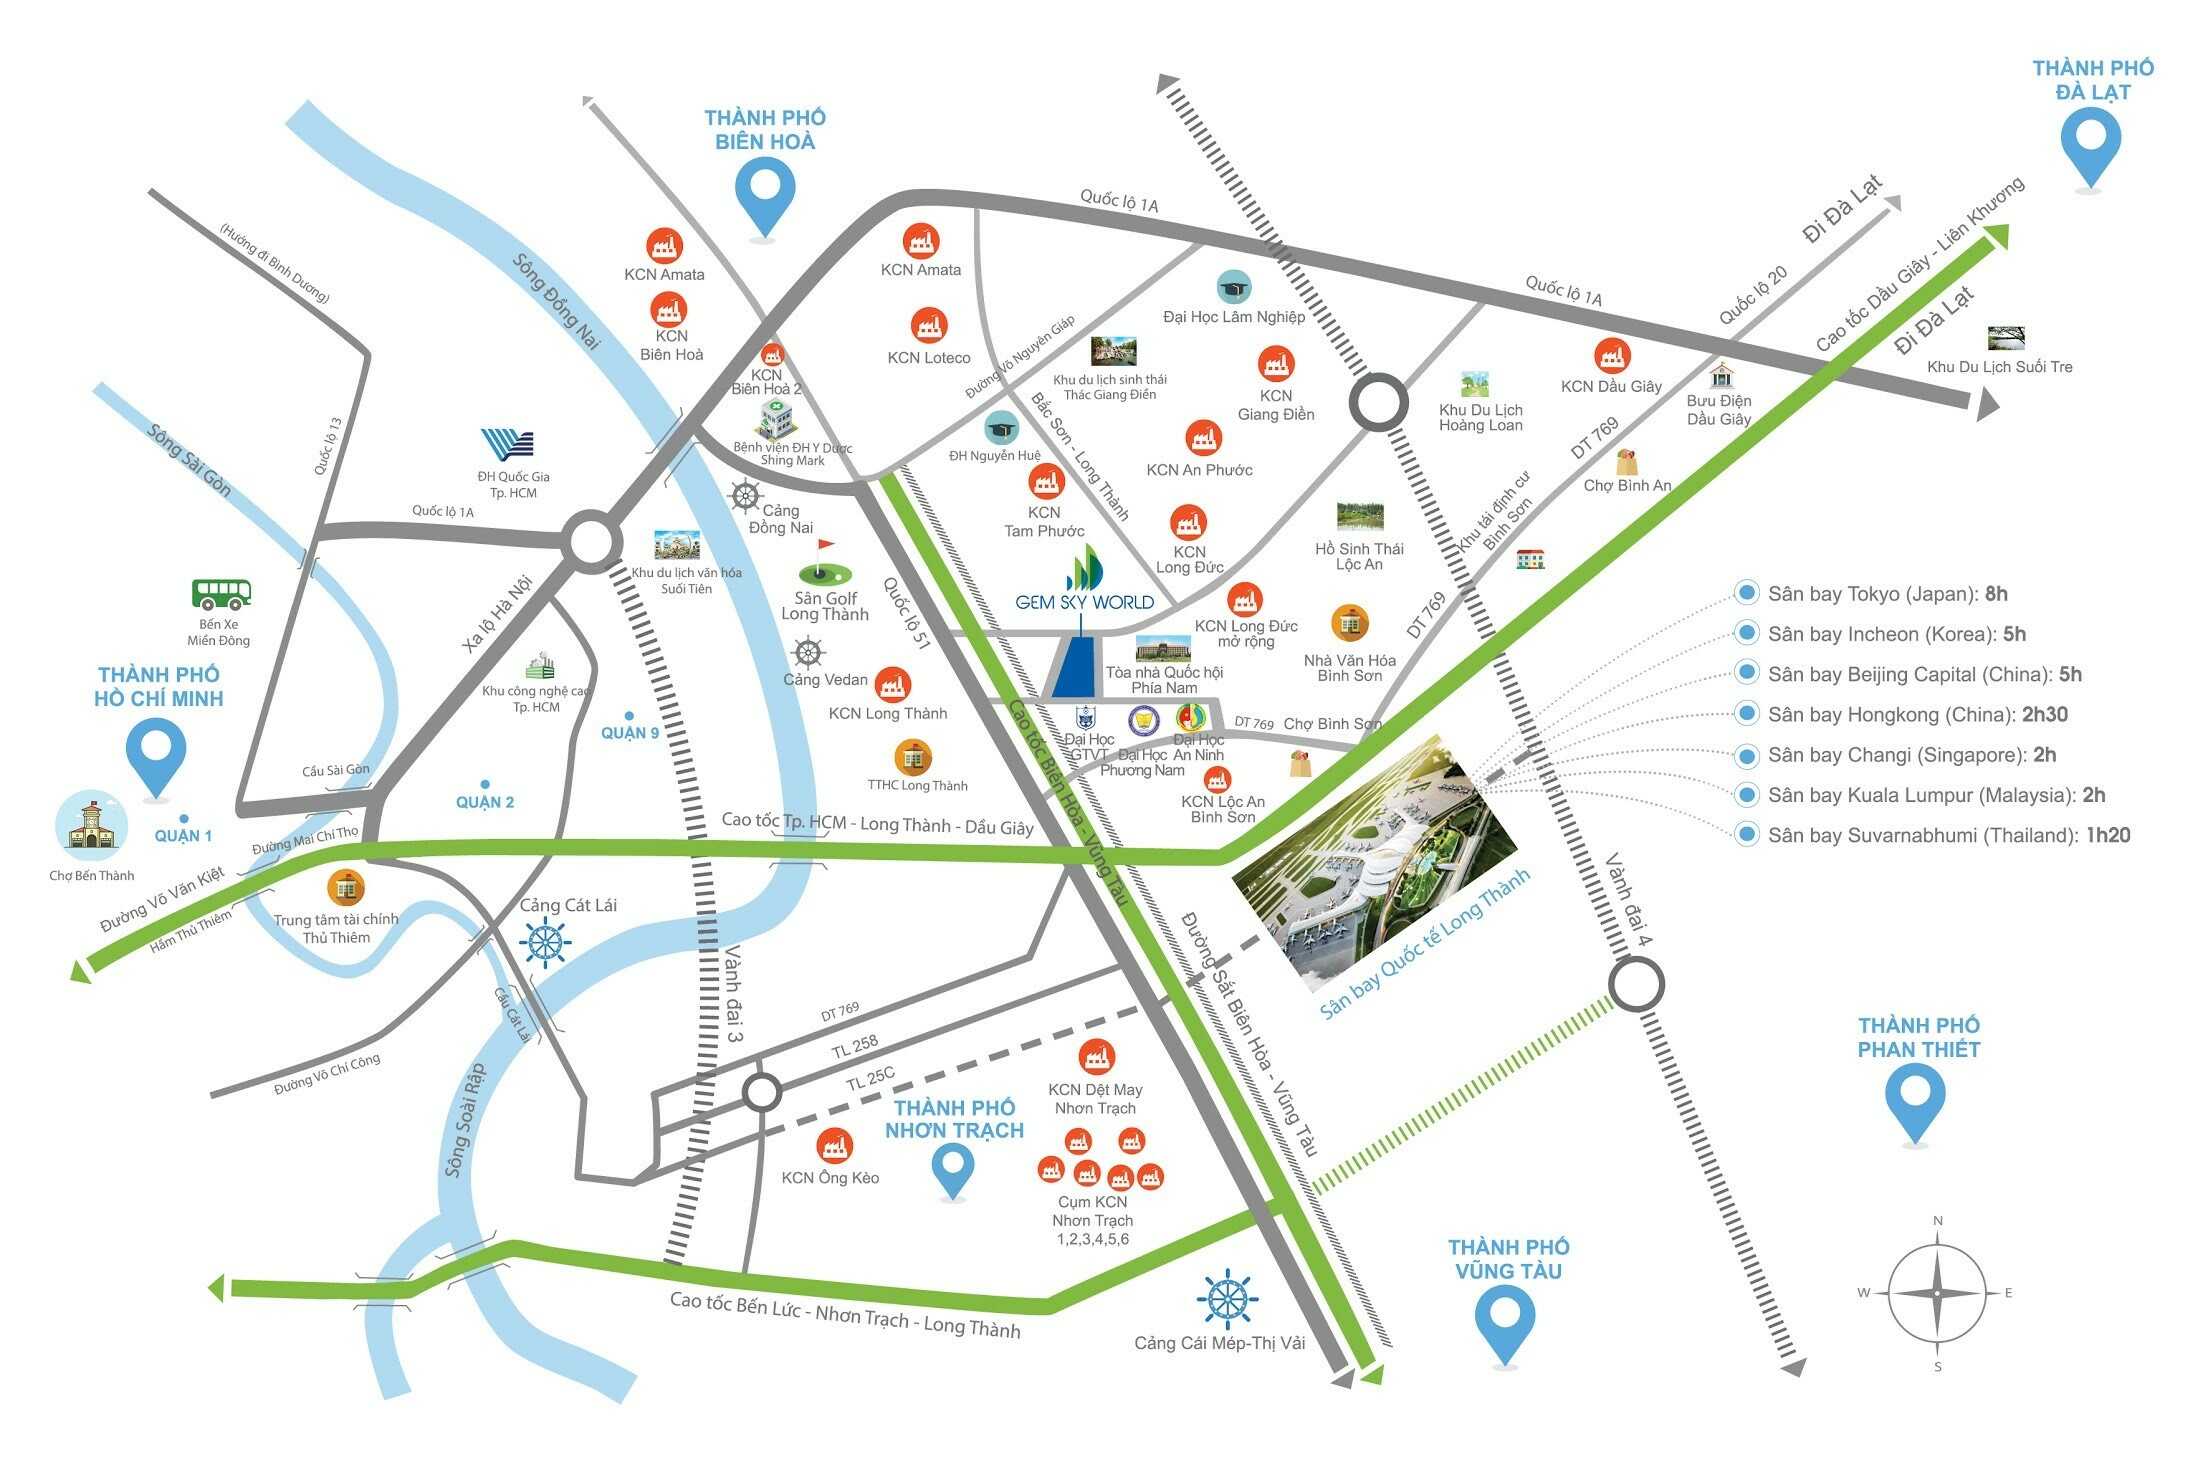 THÀNH PHỐ
ĐÀ LẠT
THÀNH PHỐ
BIÊN HOÀ
Quốc lộ 1A
Đi Đà Lạt
Cao tốc Dầu Giây - Liên Khương
(Hướng đi Bình Dương)
Sông Đồng Nai
KCN Amata
KCN Amata
KCN
Biên Hoà
KCN Loteco
Đại Học Lâm Nghiệp
Quốc lộ 1A
Quốc lộ 20
Đi Đà Lạt
Khu Du Lịch Suối Tre
KCN
Biên Hoà 2
Đường Võ Nguyên Giáp
Khu du lịch sinh thái
Thác Giang Điền
KCN
Giang Điền
KCN Dầu Giây
Bưu Điện
Dầu Giây
Khu Du Lịch
Hoàng Loan
Quốc lộ 13
Sông Sài Gòn
ĐH Quốc Gia
Tp. HCM
Bệnh viện ĐH Y Dược
Shing Mark
ĐH Nguyễn Huệ
Bắc Sơn - Long Thành
KCN An Phước
DT 769
Chợ Bình An
Quốc lộ 1A
Cảng
Đồng Nai
KCN
Tam Phước
KCN
Long Đức
Hồ Sinh Thái
Lộc An
Khu tái định cư
Bình Sơn
Khu du lịch văn hóa
Suối Tiên
Sân Golf
Long Thành
Quốc lộ 51
GEM SKY WORLD
KCN Long Đức
mở rộng
DT 769
Bến Xe
Miền Đông
Xa lộ Hà Nội
Sân bay Tokyo (Japan): 8h
Sân bay Incheon (Korea): 5h
Sân bay Beijing Capital (China): 5h
Sân bay Hongkong (China): 2h30
Sân bay Changi (Singapore): 2h
Sân bay Kuala Lumpur (Malaysia): 2h
Sân bay Suvarnabhumi (Thailand): 1h20
THÀNH PHỐ
HỒ CHÍ MINH
Khu công nghệ cao
Tp. HCM
Cảng Vedan
KCN Long Thành
Tòa nhà Quốc hội
Phía Nam
Nhà Văn Hóa
Bình Sơn
QUẬN 9
DT 769
Chợ Bình Sơn
Đại Học
GTVT
Đại Học
Phương Nam
Đại Học
An Ninh
Cầu Sài Gòn
QUẬN 2
TTHC Long Thành
KCN Lộc An
Bình Sơn
QUẬN 1
Đường Mai Chí Thọ
Cao tốc Tp. HCM - Long Thành - Dầu Giây
Cao tốc Biên Hòa - Vũng Tàu
Chợ Bến Thành
Đường Võ Văn Kiệt
Hầm Thủ Thiêm
Trung tâm tài chính
Thủ Thiêm
Cảng Cát Lái
Cầu Cát Lái
Vành đai 3
Vành đai 4
Sân bay Quốc tế Long Thành
Đường Sắt Biên Hòa - Vũng Tàu
DT 769
TL 258
TL 25C
Đường Võ Chí Công
Sông Soài Rạp
KCN Dệt May
Nhơn Trạch
THÀNH PHỐ
NHƠN TRẠCH
THÀNH PHỐ
PHAN THIẾT
KCN Ông Kèo
Cụm KCN
Nhơn Trạch
1,2,3,4,5,6
THÀNH PHỐ
VŨNG TÀU
Cao tốc Bến Lức - Nhơn Trạch - Long Thành
Cảng Cái Mép-Thị Vải
N
W
E
S